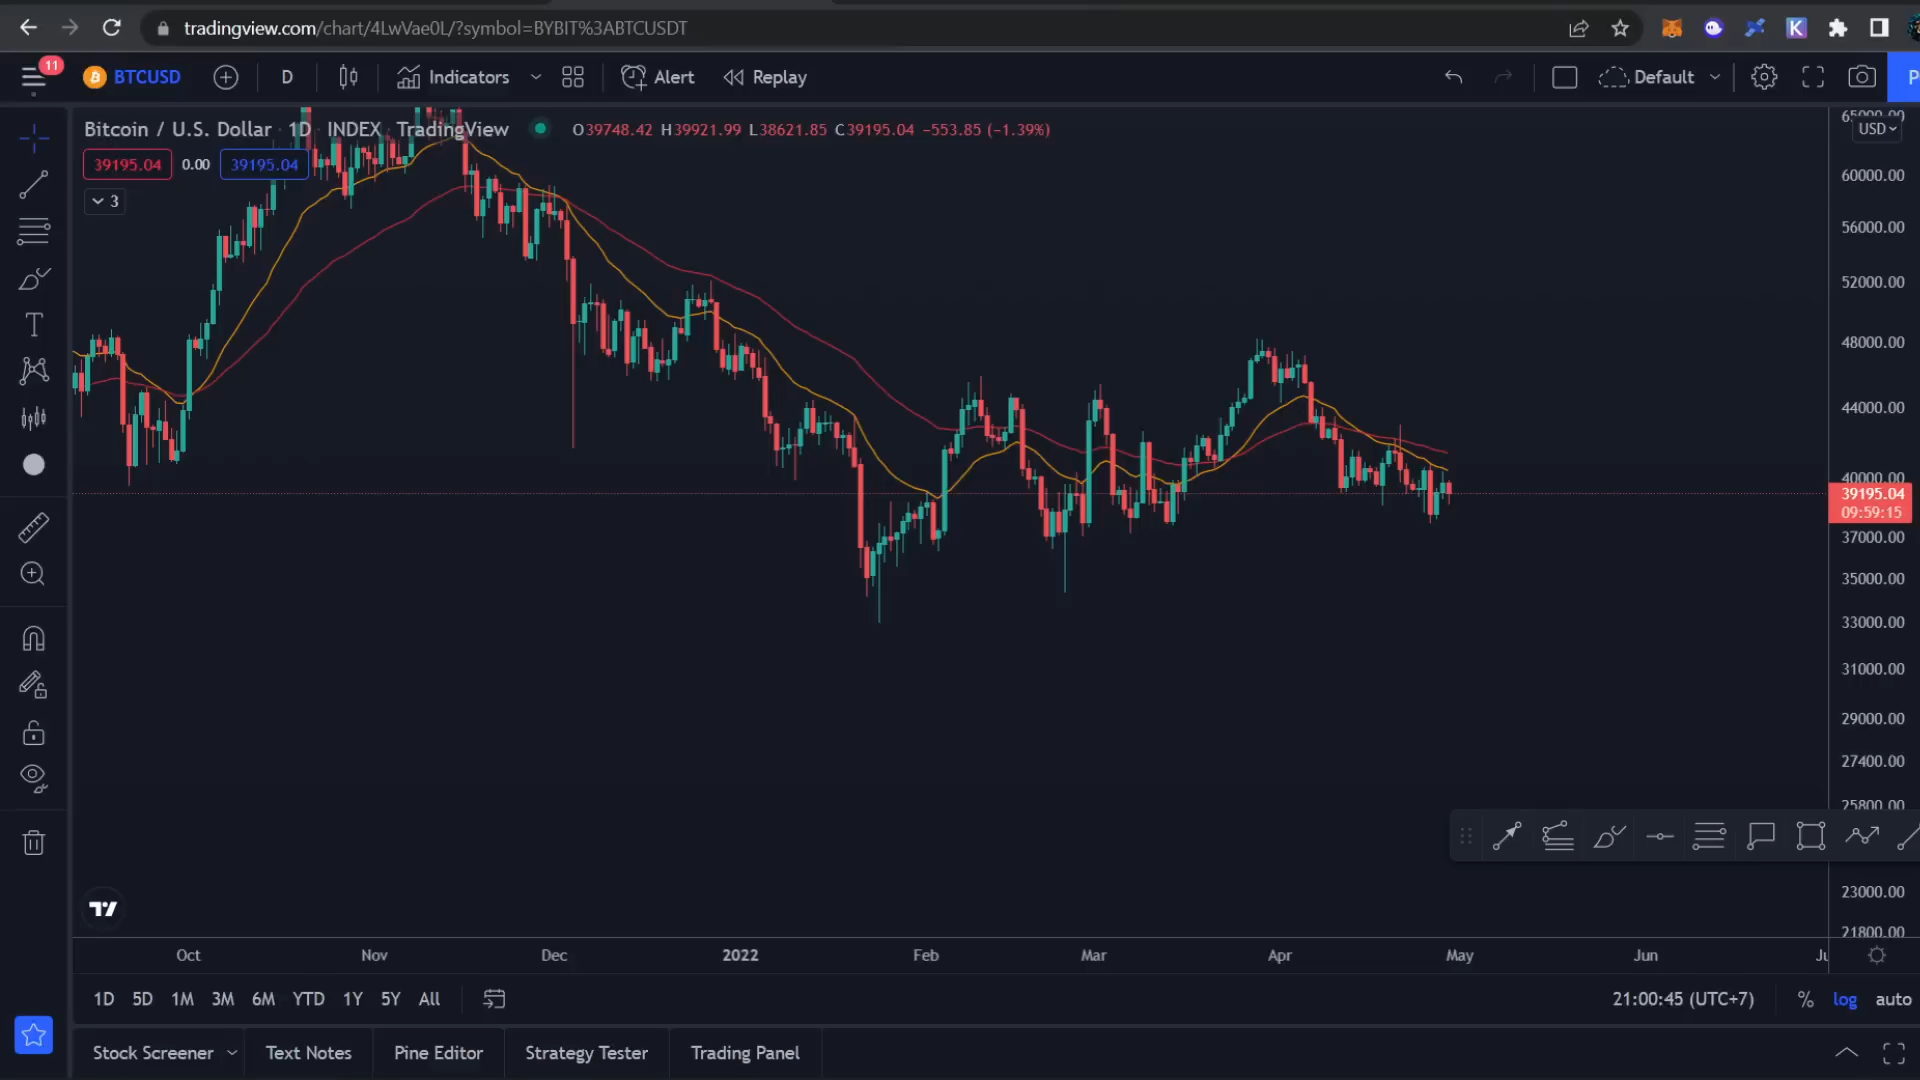 tradingview.com/chart/4LwVae0L/?symbol=BYBIT%3ABTCUSDT
K
11
BTCUSD
D
Indicators
Alert
Replay
Default
P
Bitcoin / U.S. Dollar 1D INDEX TradingView
O39748.42 H39921.99 L38621.85 C39195.04 −553.85 (−1.39%)
39195.04
0.00
39195.04
3
65000.00
USD
60000.00
56000.00
52000.00
48000.00
44000.00
40000.00
39195.04
09:59:15
37000.00
35000.00
33000.00
31000.00
29000.00
27400.00
25800.00
23000.00
21800.00
Oct
Nov
Dec
2022
Feb
Mar
Apr
May
Jun
Ju
1D
5D
1M
3M
6M
YTD
1Y
5Y
All
21:00:45 (UTC+7)
%
log
auto
Stock Screener
Text Notes
Pine Editor
Strategy Tester
Trading Panel